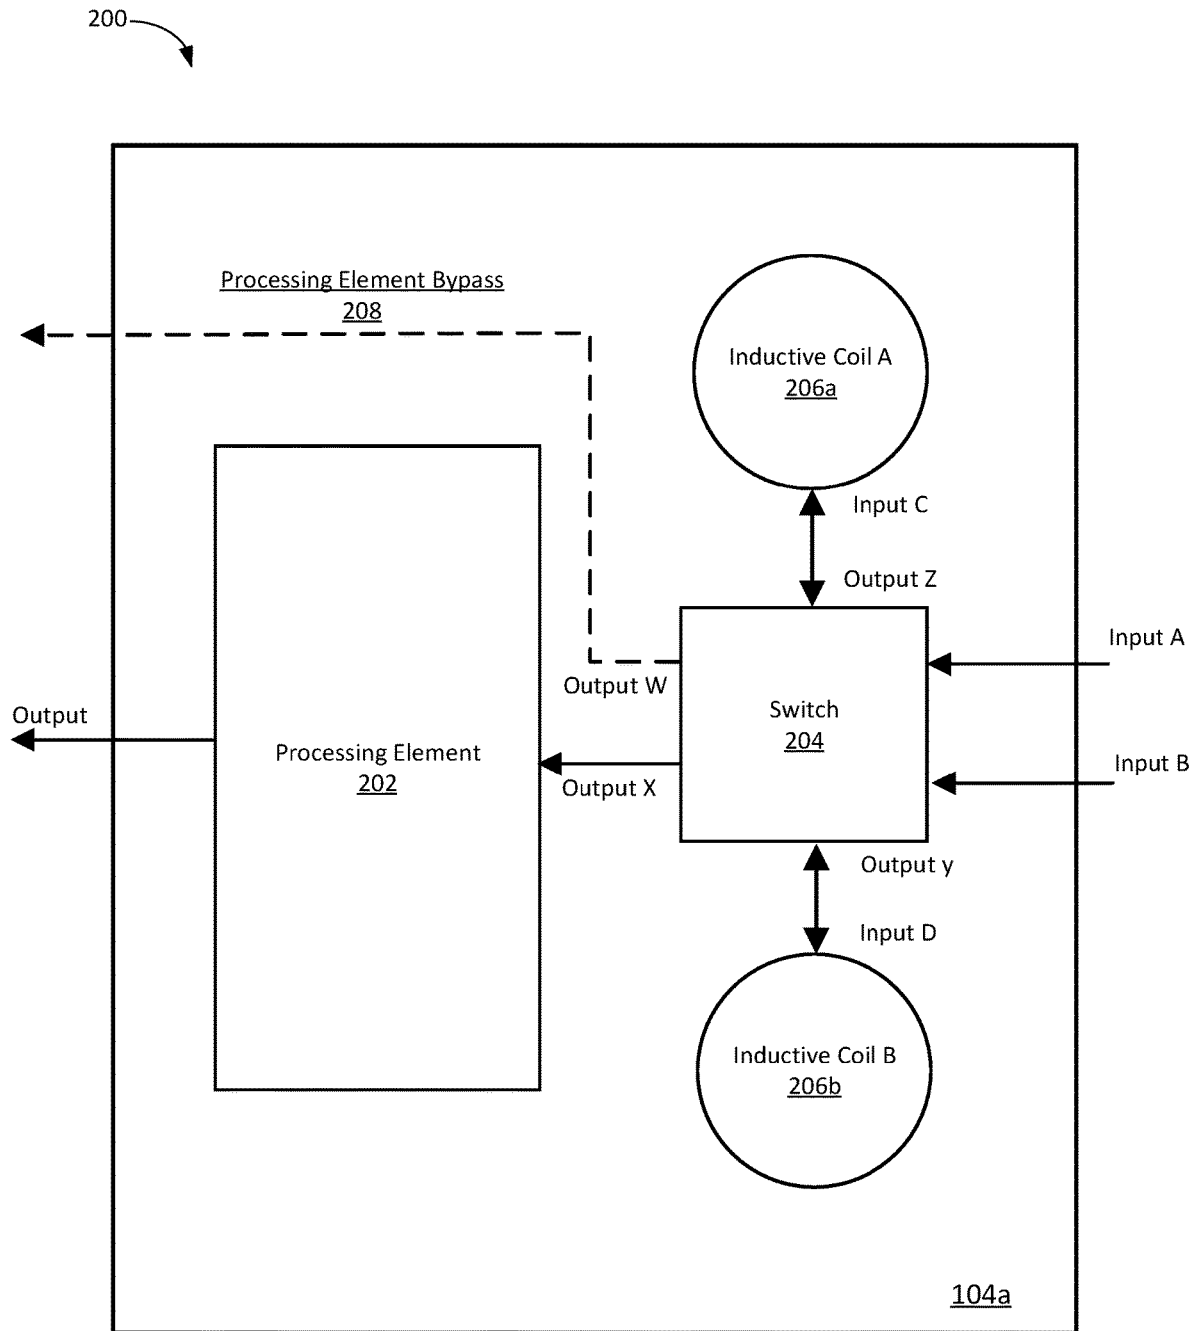 200
Processing Element Bypass
208
Inductive Coil A
206a
Input C
Output Z
Input A
Output W
Switch
204
Output
Processing Element
202
Output X
Input B
Output y
Input D
Inductive Coil B
206b
104a